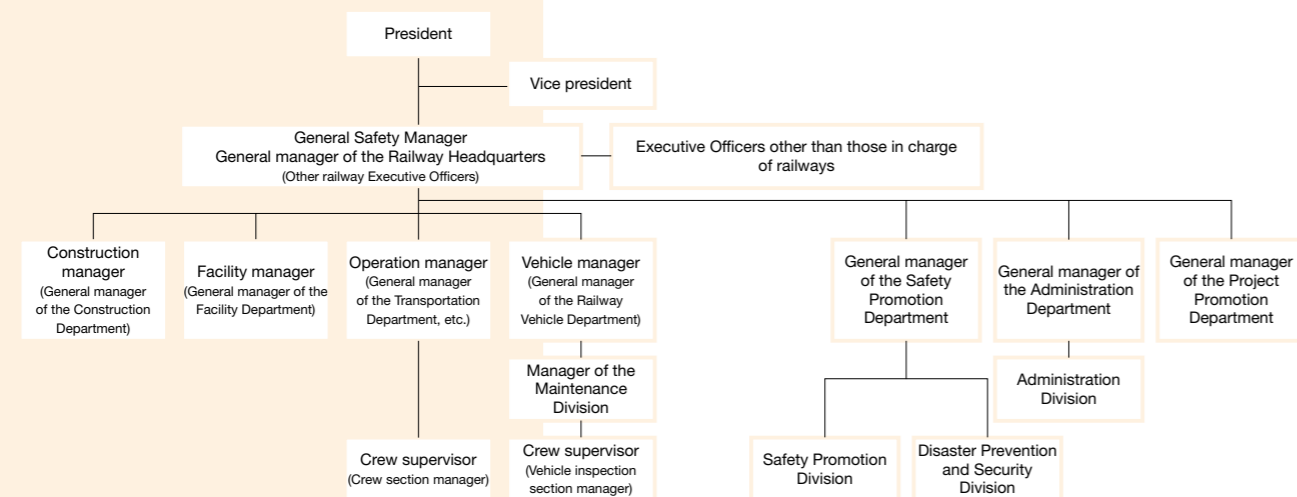 President
Vice president
General Safety Manager
General manager of the Railway Headquarters
(Other railway Executive Officers)
Executive Officers other than those in charge
of railways
Construction
manager
(General manager
of the Construction
Department)
Facility manager
(General manager of the
Facility Department)
Operation manager
(General manager
of the Transportation
Department, etc.)
Vehicle manager
(General manager
of the Railway
Vehicle Department)
General manager
of the Safety
Promotion
Department
General manager of
the Administration
Department
General manager
of the Project
Promotion
Department
Manager of the
Maintenance
Division
Administration
Division
Crew supervisor
(Crew section manager)
Crew supervisor
(Vehicle inspection
section manager)
Safety Promotion
Division
Disaster Prevention
and Security
Division